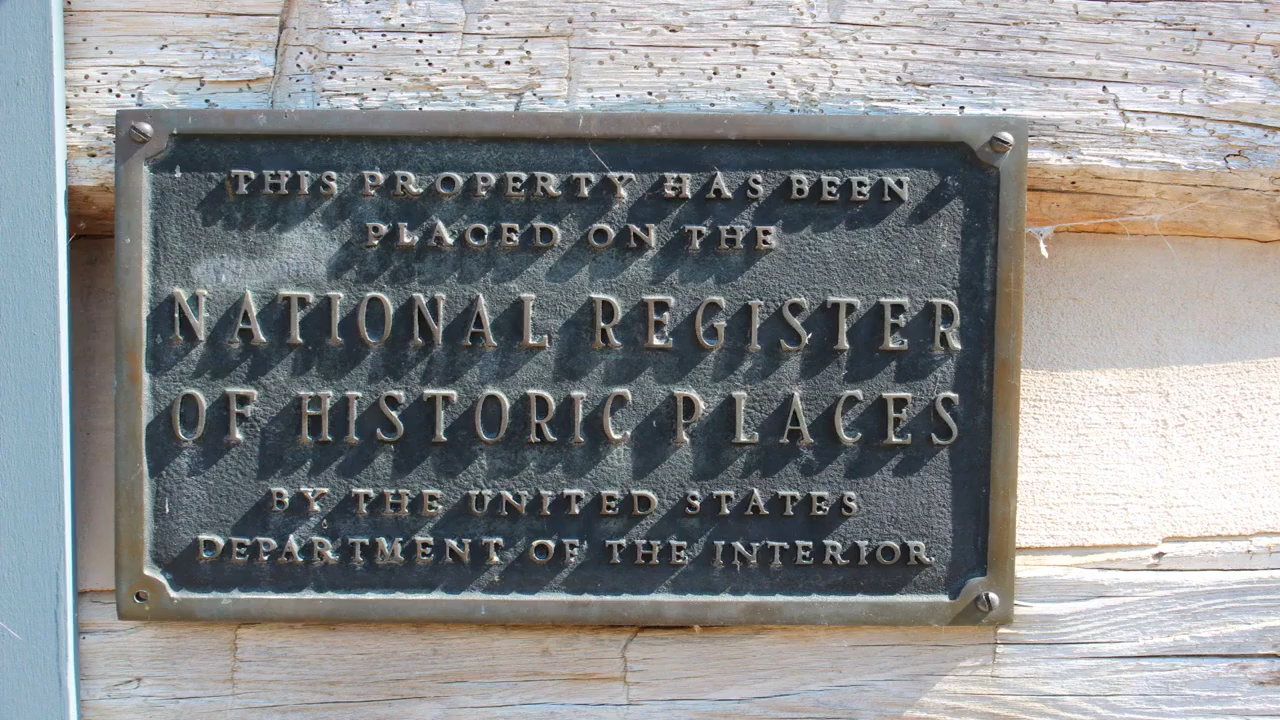 THIS PROPERTY HAS BEEN
PLACED ON THE
NATIONAL REGISTER
OF HISTORIC PLACES
BY THE UNITED STATES
DEPARTMENT OF THE INTERIOR